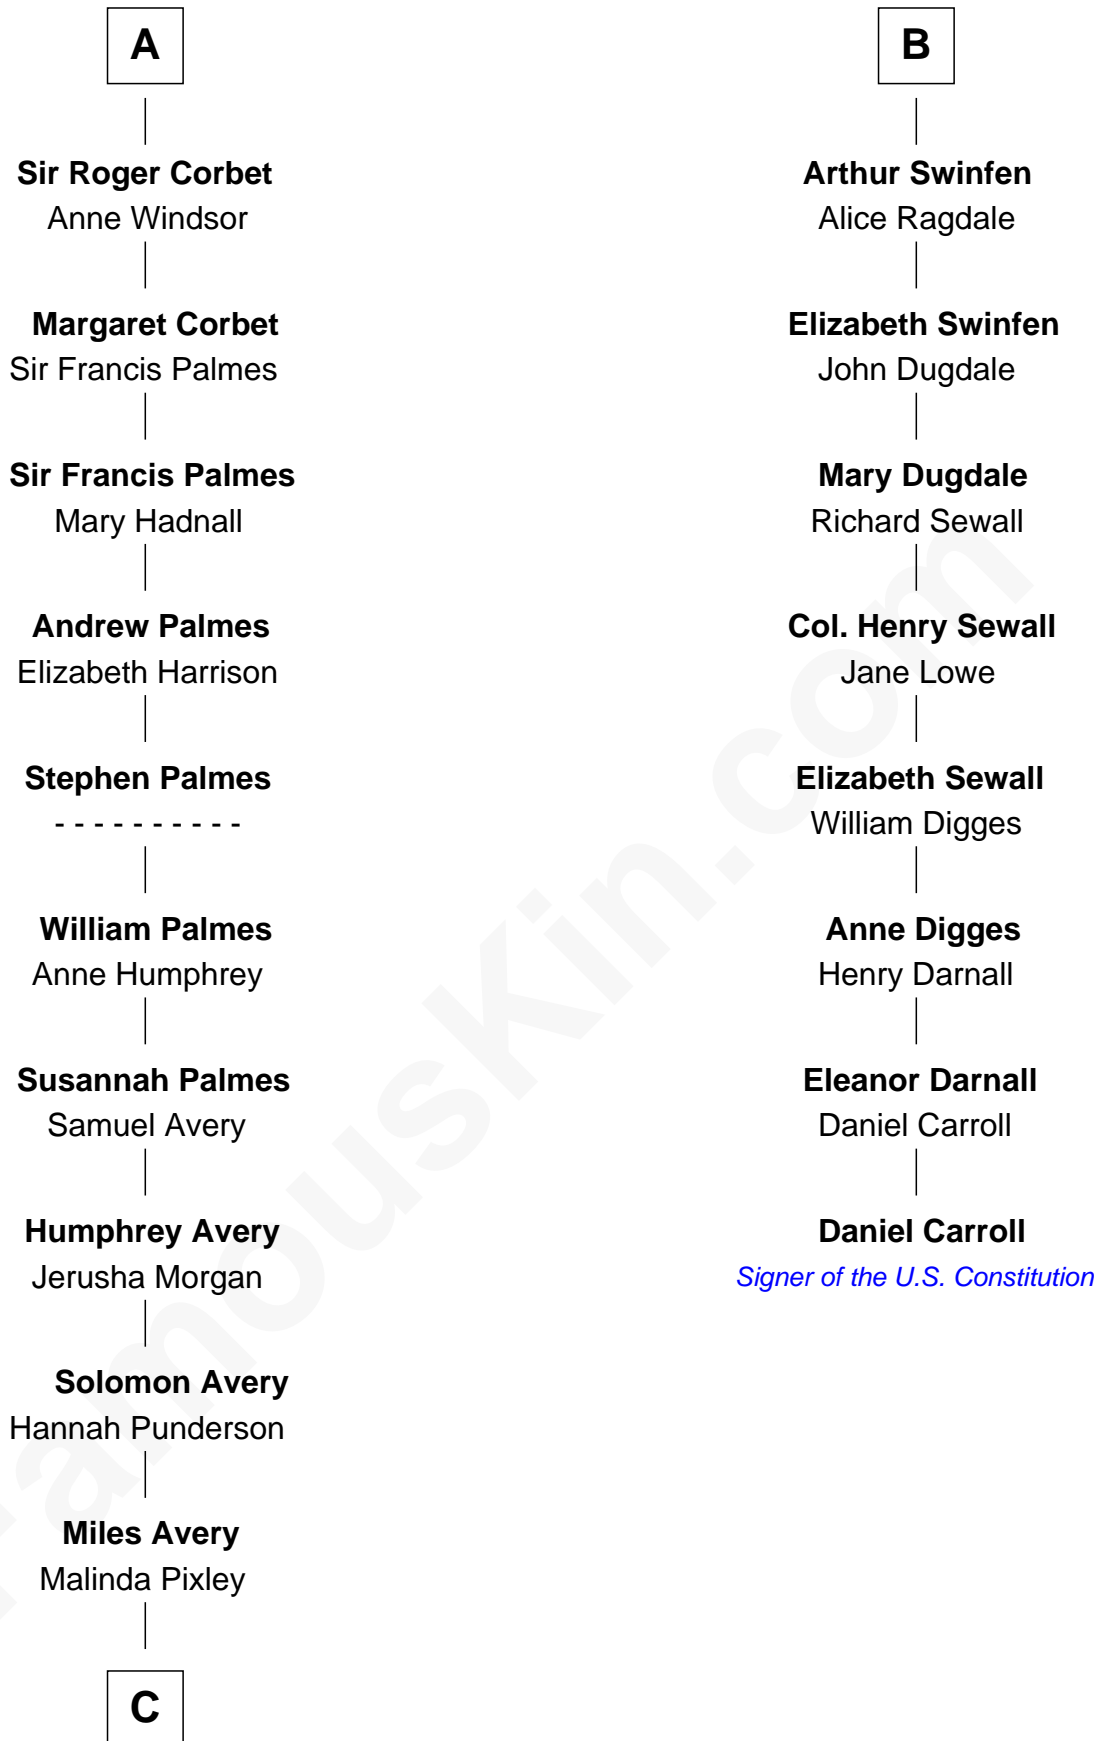 A
Sir Roger Corbet
Anne Windsor
Margaret Corbet
Sir Francis Palmes
Sir Francis Palmes
Mary Hadnall
Andrew Palmes
Elizabeth Harrison
Stephen Palmes
- - - - - - - - - -
William Palmes
Anne Humphrey
Susannah Palmes
Samuel Avery
Humphrey Avery
Jerusha Morgan
Solomon Avery
Hannah Punderson
Miles Avery
Malinda Pixley
C
B
Arthur Swinfen
Alice Ragdale
Elizabeth Swinfen
John Dugdale
Mary Dugdale
Richard Sewall
Col. Henry Sewall
Jane Lowe
Elizabeth Sewall
William Digges
Anne Digges
Henry Darnall
Eleanor Darnall
Daniel Carroll
Daniel Carroll
Signer of the U.S. Constitution
FamousKin.com